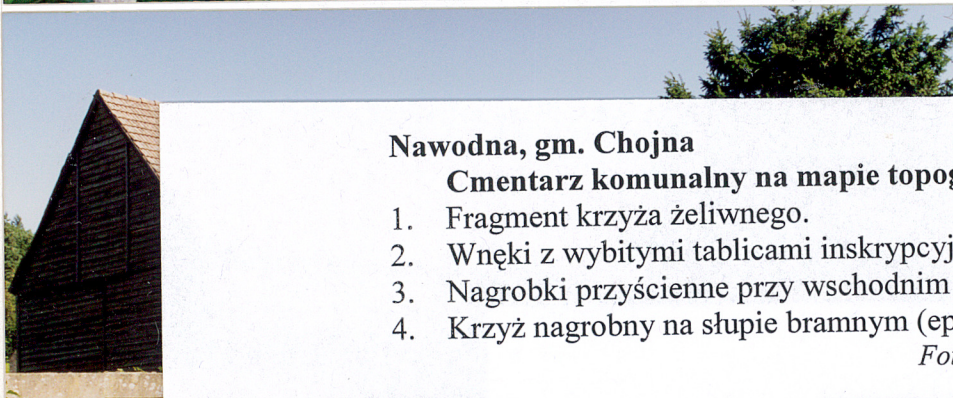 Nawodna, gm. Chojna
Cmentarz komunalny na mapie
1. Fragment krzyża żeliwnego.
2. Wnęki z wybitymi tablicami
3. Nagrobki przyścienne przy wschodnim
4. Krzyż nagrobny na słupie bramnym